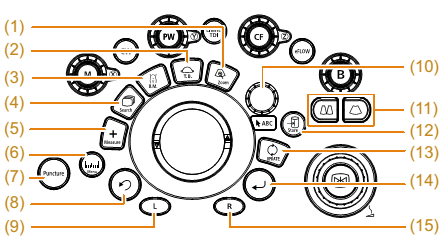 (1)
(2)
(3)
(4)
(5)
(6)
(7)
(8)
(9)
PW
TDI
CF
eFLOW
M
B
B.M.
T.B.
Zoom
Search
+
Measure
Puncture
ABC
Store
UPDATE
L
R
(10)
(11)
(12)
(13)
(14)
(15)